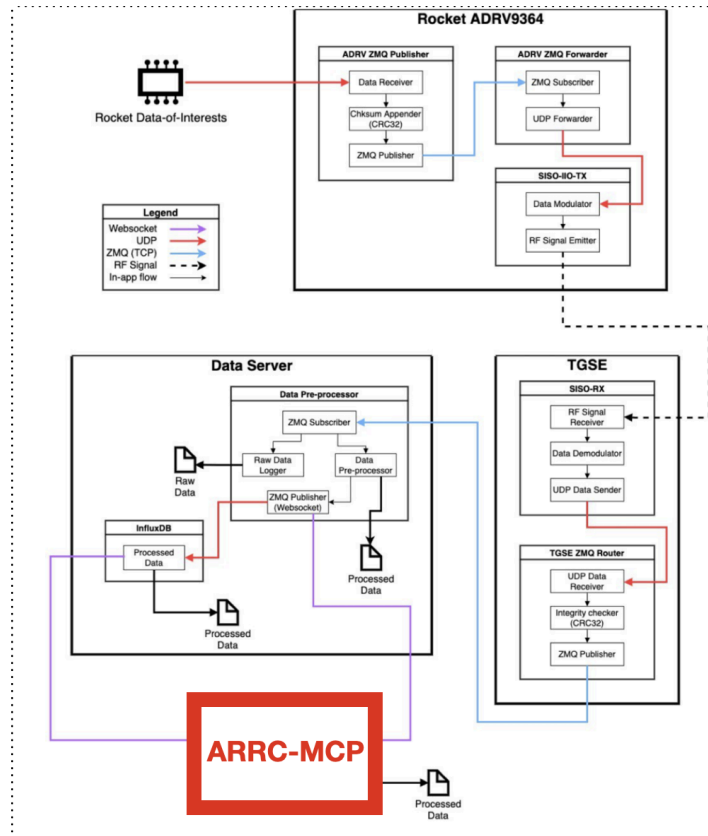 Rocket ADRV9364
ADRV ZMQ Publisher
Data Receiver
Chksum Appender
(CRC32)
ZMQ Publisher
ADRV ZMQ Forwarder
ZMQ Subscriber
UDP Forwarder
SISO-IIO-TX
Data Modulator
RF Signal Emitter
Rocket Data-of-Interests
Legend
Websocket
UDP
ZMQ (TCP)
RF Signal
In-app flow
Data Server
Data Pre-processor
ZMQ Subscriber
Raw Data
Logger
Data
Pre-processor
ZMQ Publisher
(Websocket)
Raw
Data
InfluxDB
Processed
Data
Processed
Data
Processed
Data
TGSE
SISO-RX
RF Signal
Receiver
Data Demodulator
UDP Data Sender
TGSE ZMQ Router
UDP Data
Receiver
Integrity checker
(CRC32)
ZMQ Publisher
ARRC-MCP
Processed
Data